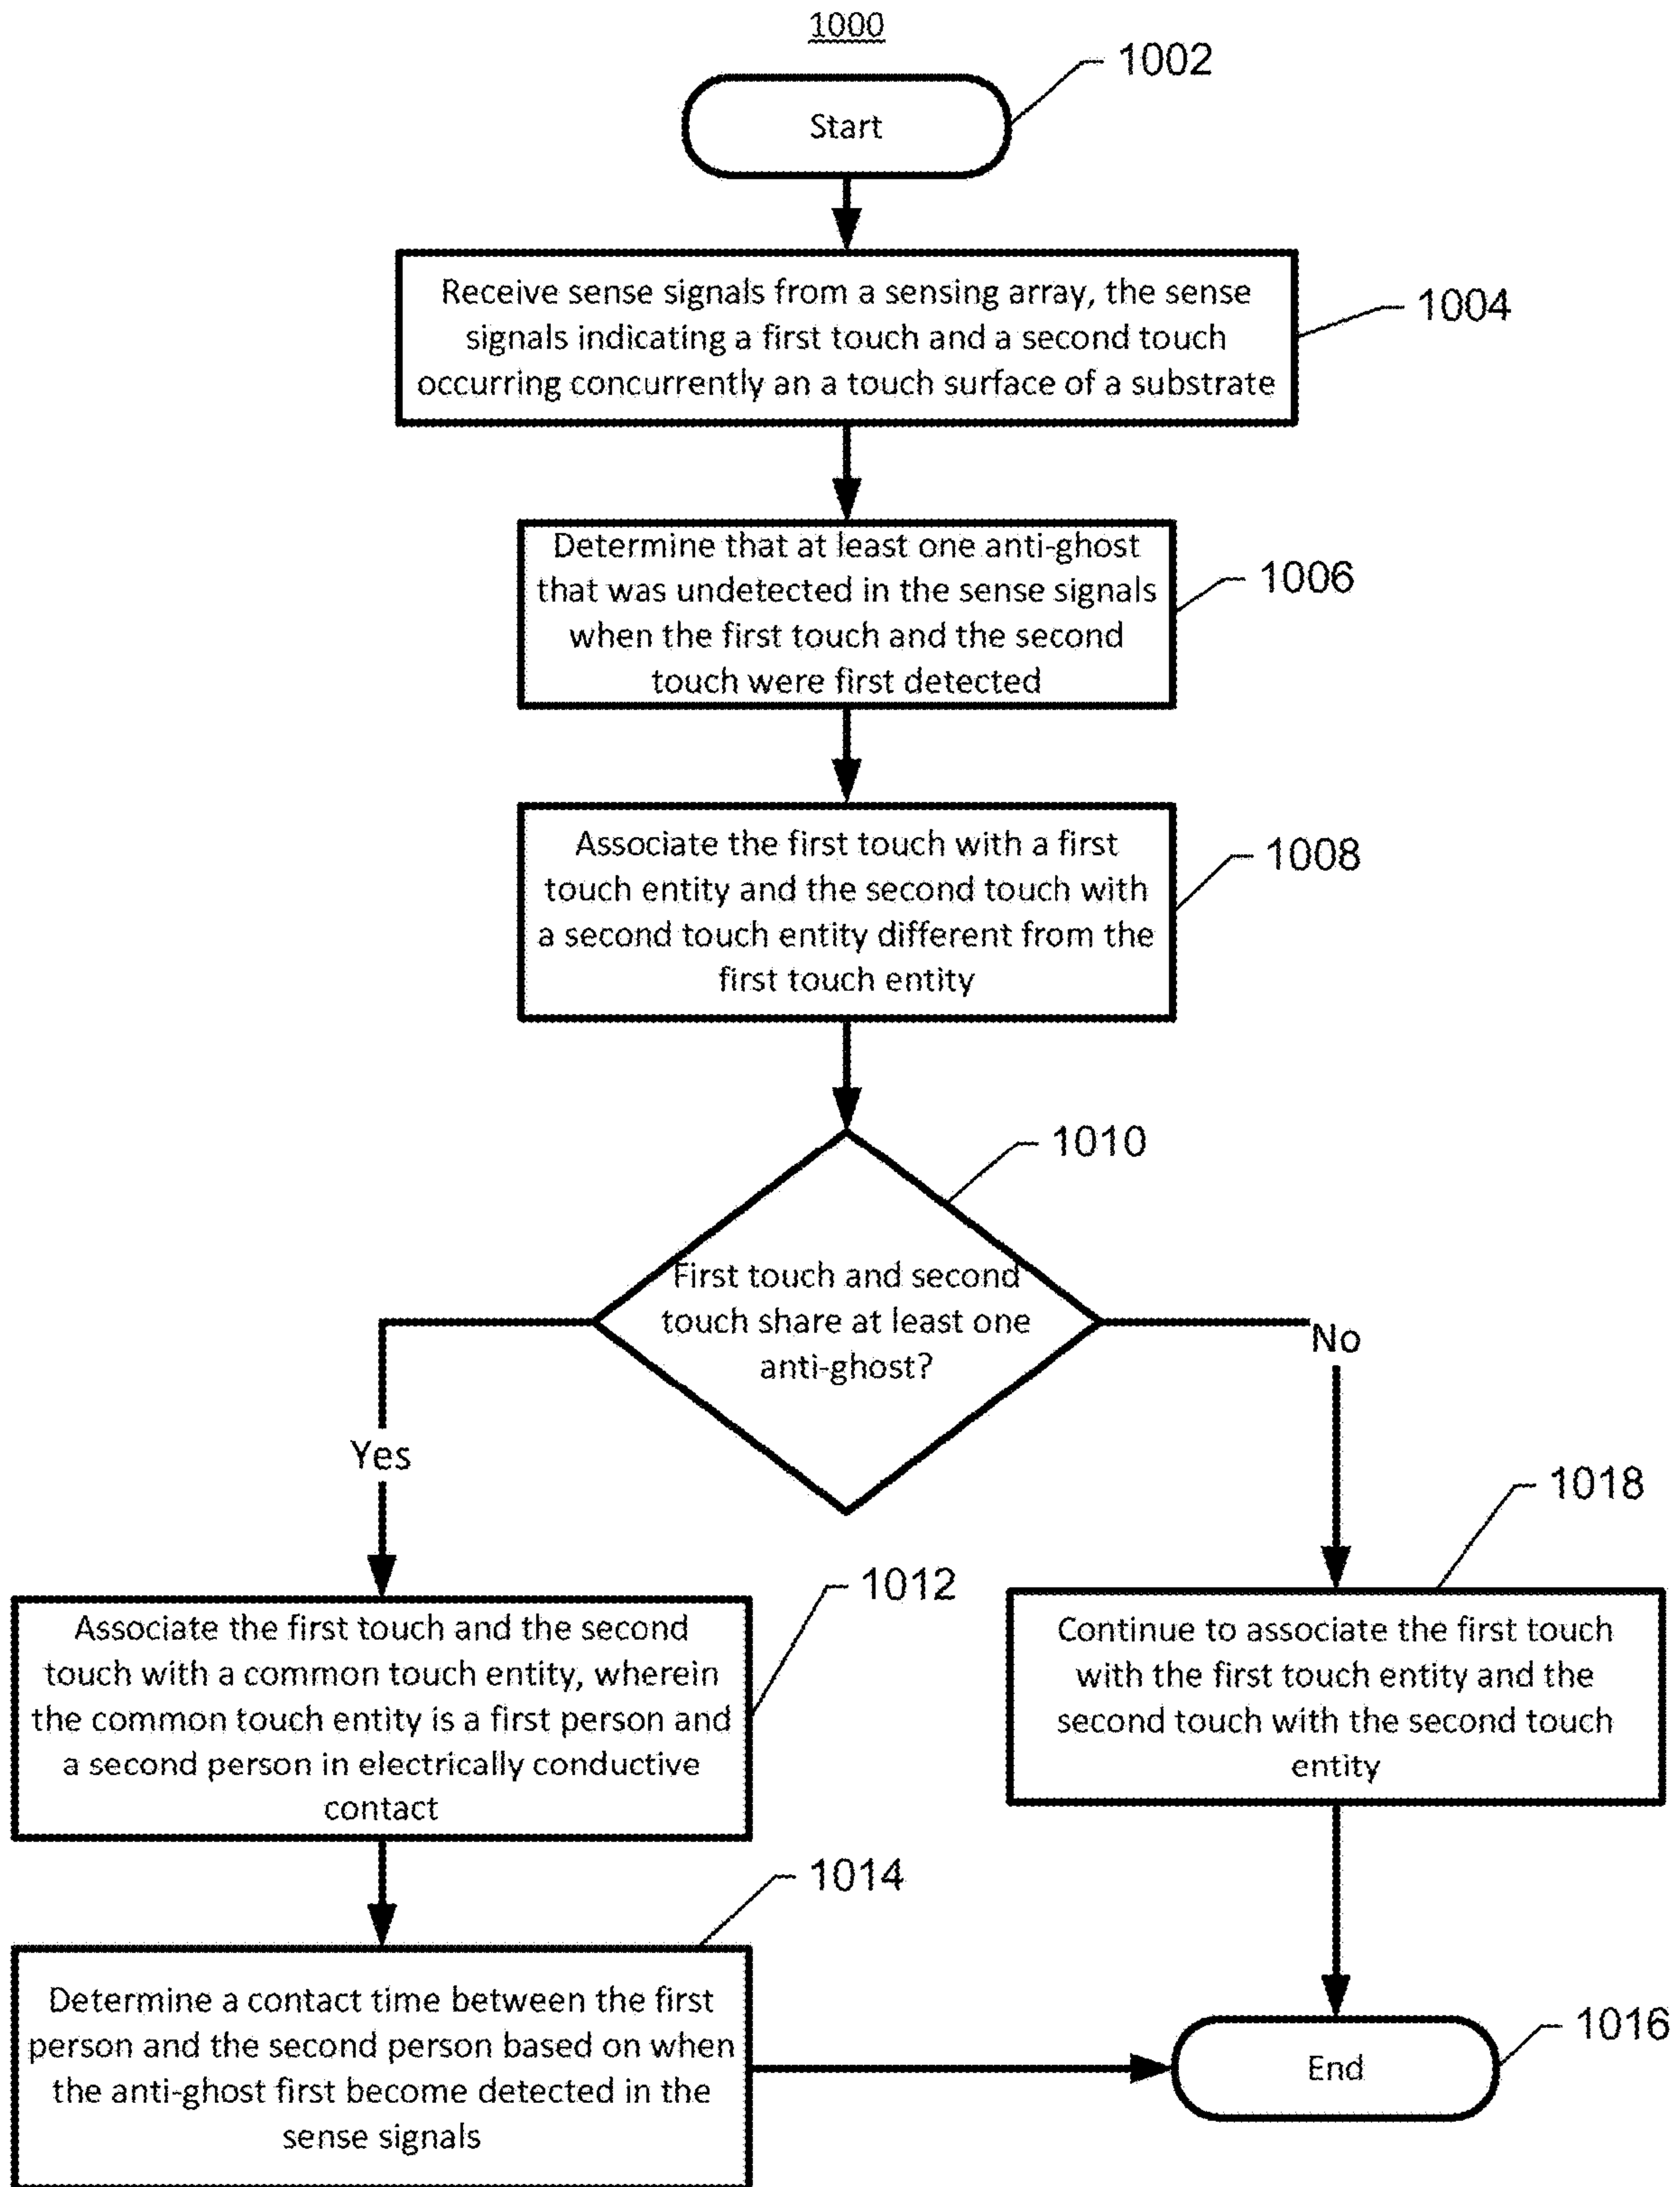 1000
1002
Start
Receive sense signals from a sensing array, the sense
signals indicating a first touch and a second touch
occurring concurrently an a touch surface of a substrate
1004
Determine that at least one anti-ghost
that was undetected in the sense signals
when the first touch and the second
touch were first detected
1006
Associate the first touch with a first
touch entity and the second touch with
a second touch entity different from the
first touch entity
1008
1010
First touch and second
touch share at least one
anti-ghost?
No
Yes
1012
Associate the first touch and the second
touch with a common touch entity, wherein
the common touch entity is a first person and
a second person in electrically conductive
contact
1018
Continue to associate the first touch
with the first touch entity and the
second touch with the second touch
entity
1014
Determine a contact time between the first
person and the second person based on when
the anti-ghost first become detected in the
sense signals
1016
End